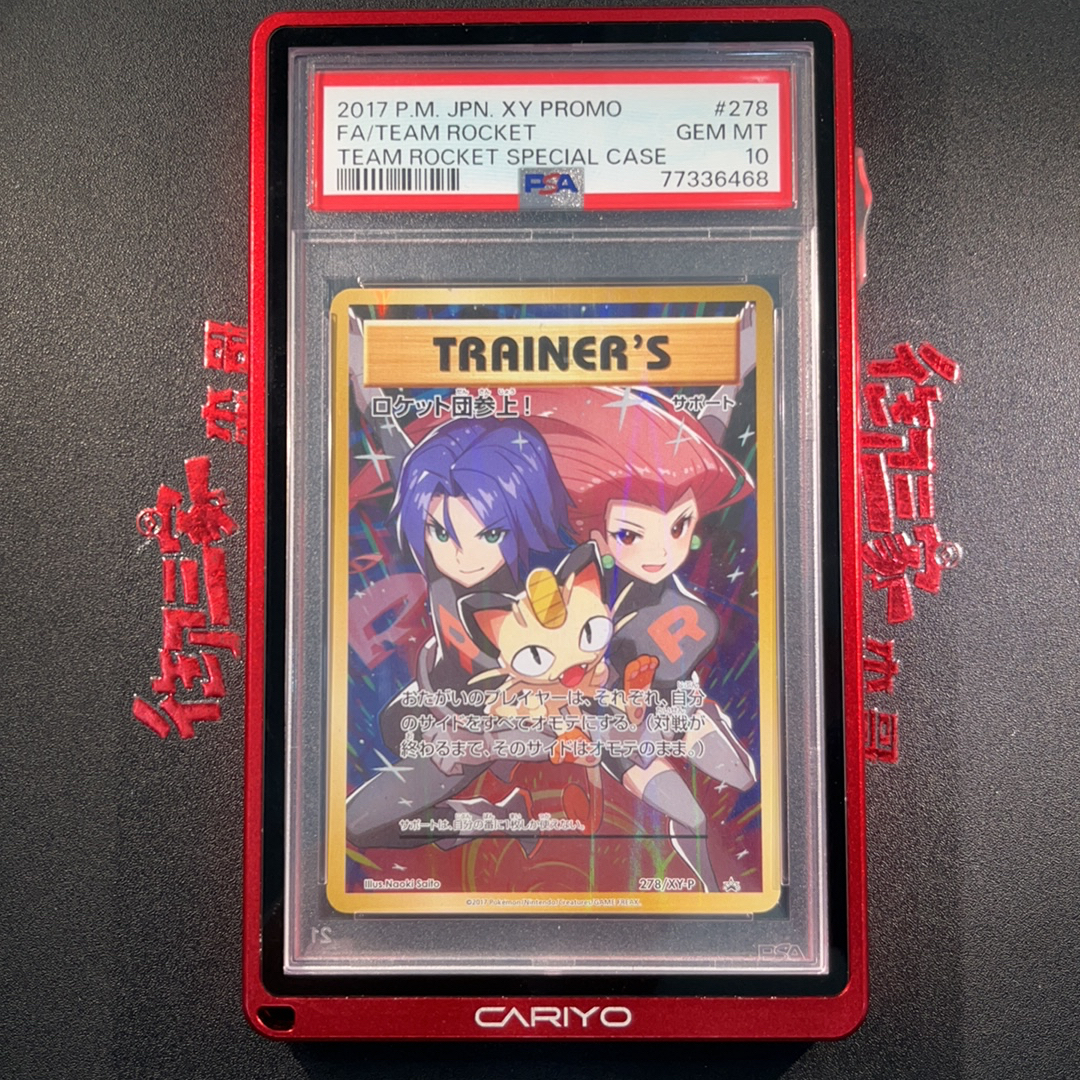 2017 P.M. JPN. XY PROMO #278
FA/TEAM ROCKET GEM MT
TEAM ROCKET SPECIAL CASE 10
PSA 77336468
TRAINER'S
ロケット団参上！ サポート
おたがいのプレイヤーは、それぞれ、自分
のサイドをすべてオモテにする。（対戦が
終わるまで、そのサイドはオモテのまま。）
サポートは、自分の番に1枚しか使えない。
Illus.Naoki Saito 278/XY-P
©2017 Pokémon/Nintendo/Creatures/GAME FREAK.
R
R
PSA
CARIYO